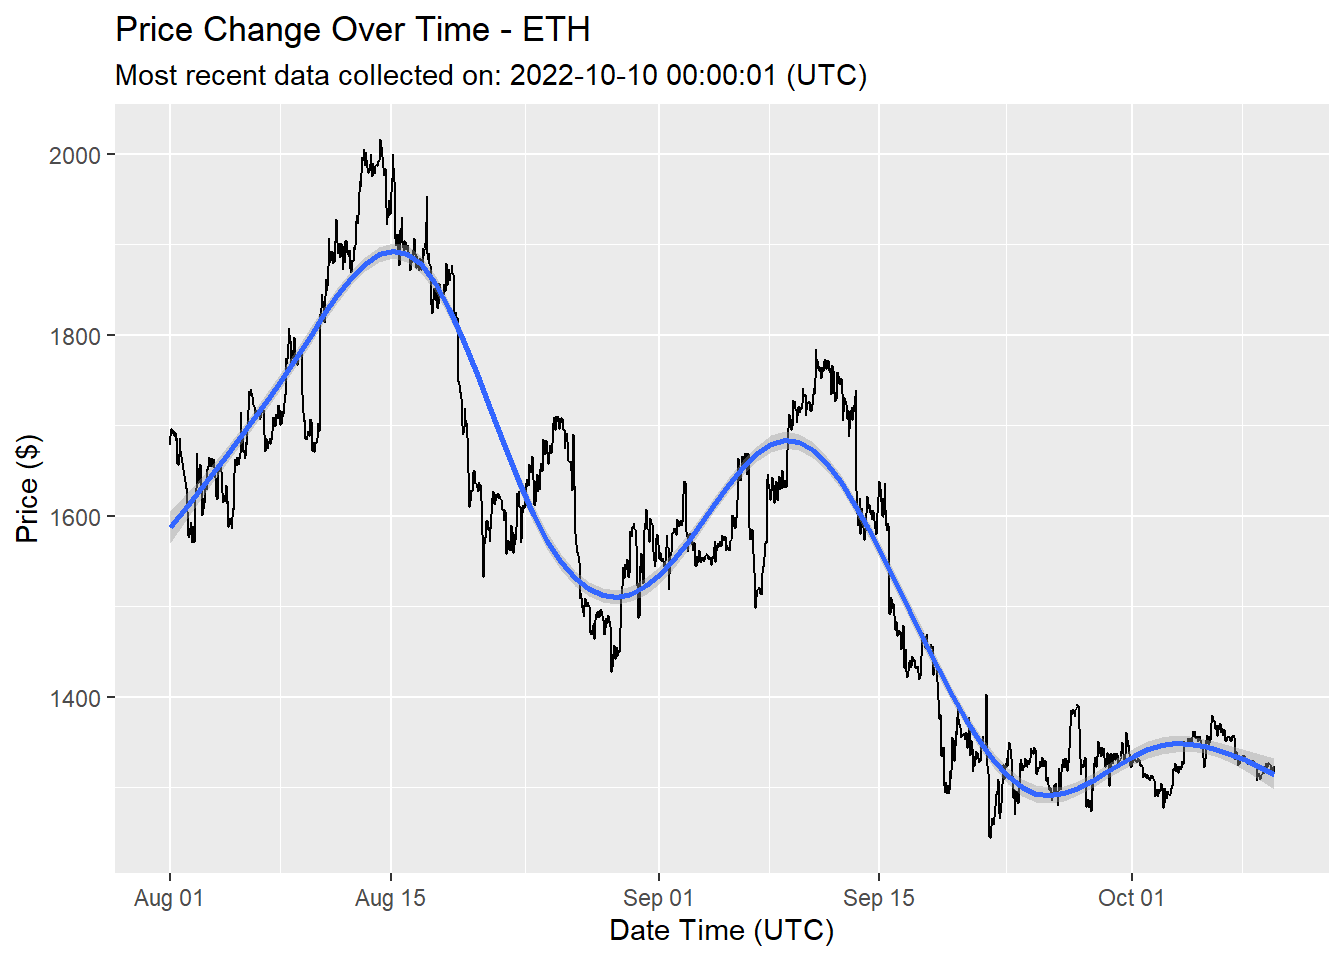 Price Change Over Time - ETH
Most recent data collected on: 2022-10-10 00:00:01 (UTC)
Price ($)
2000
1800
1600
1400
Aug 01
Aug 15
Sep 01
Sep 15
Oct 01
Date Time (UTC)